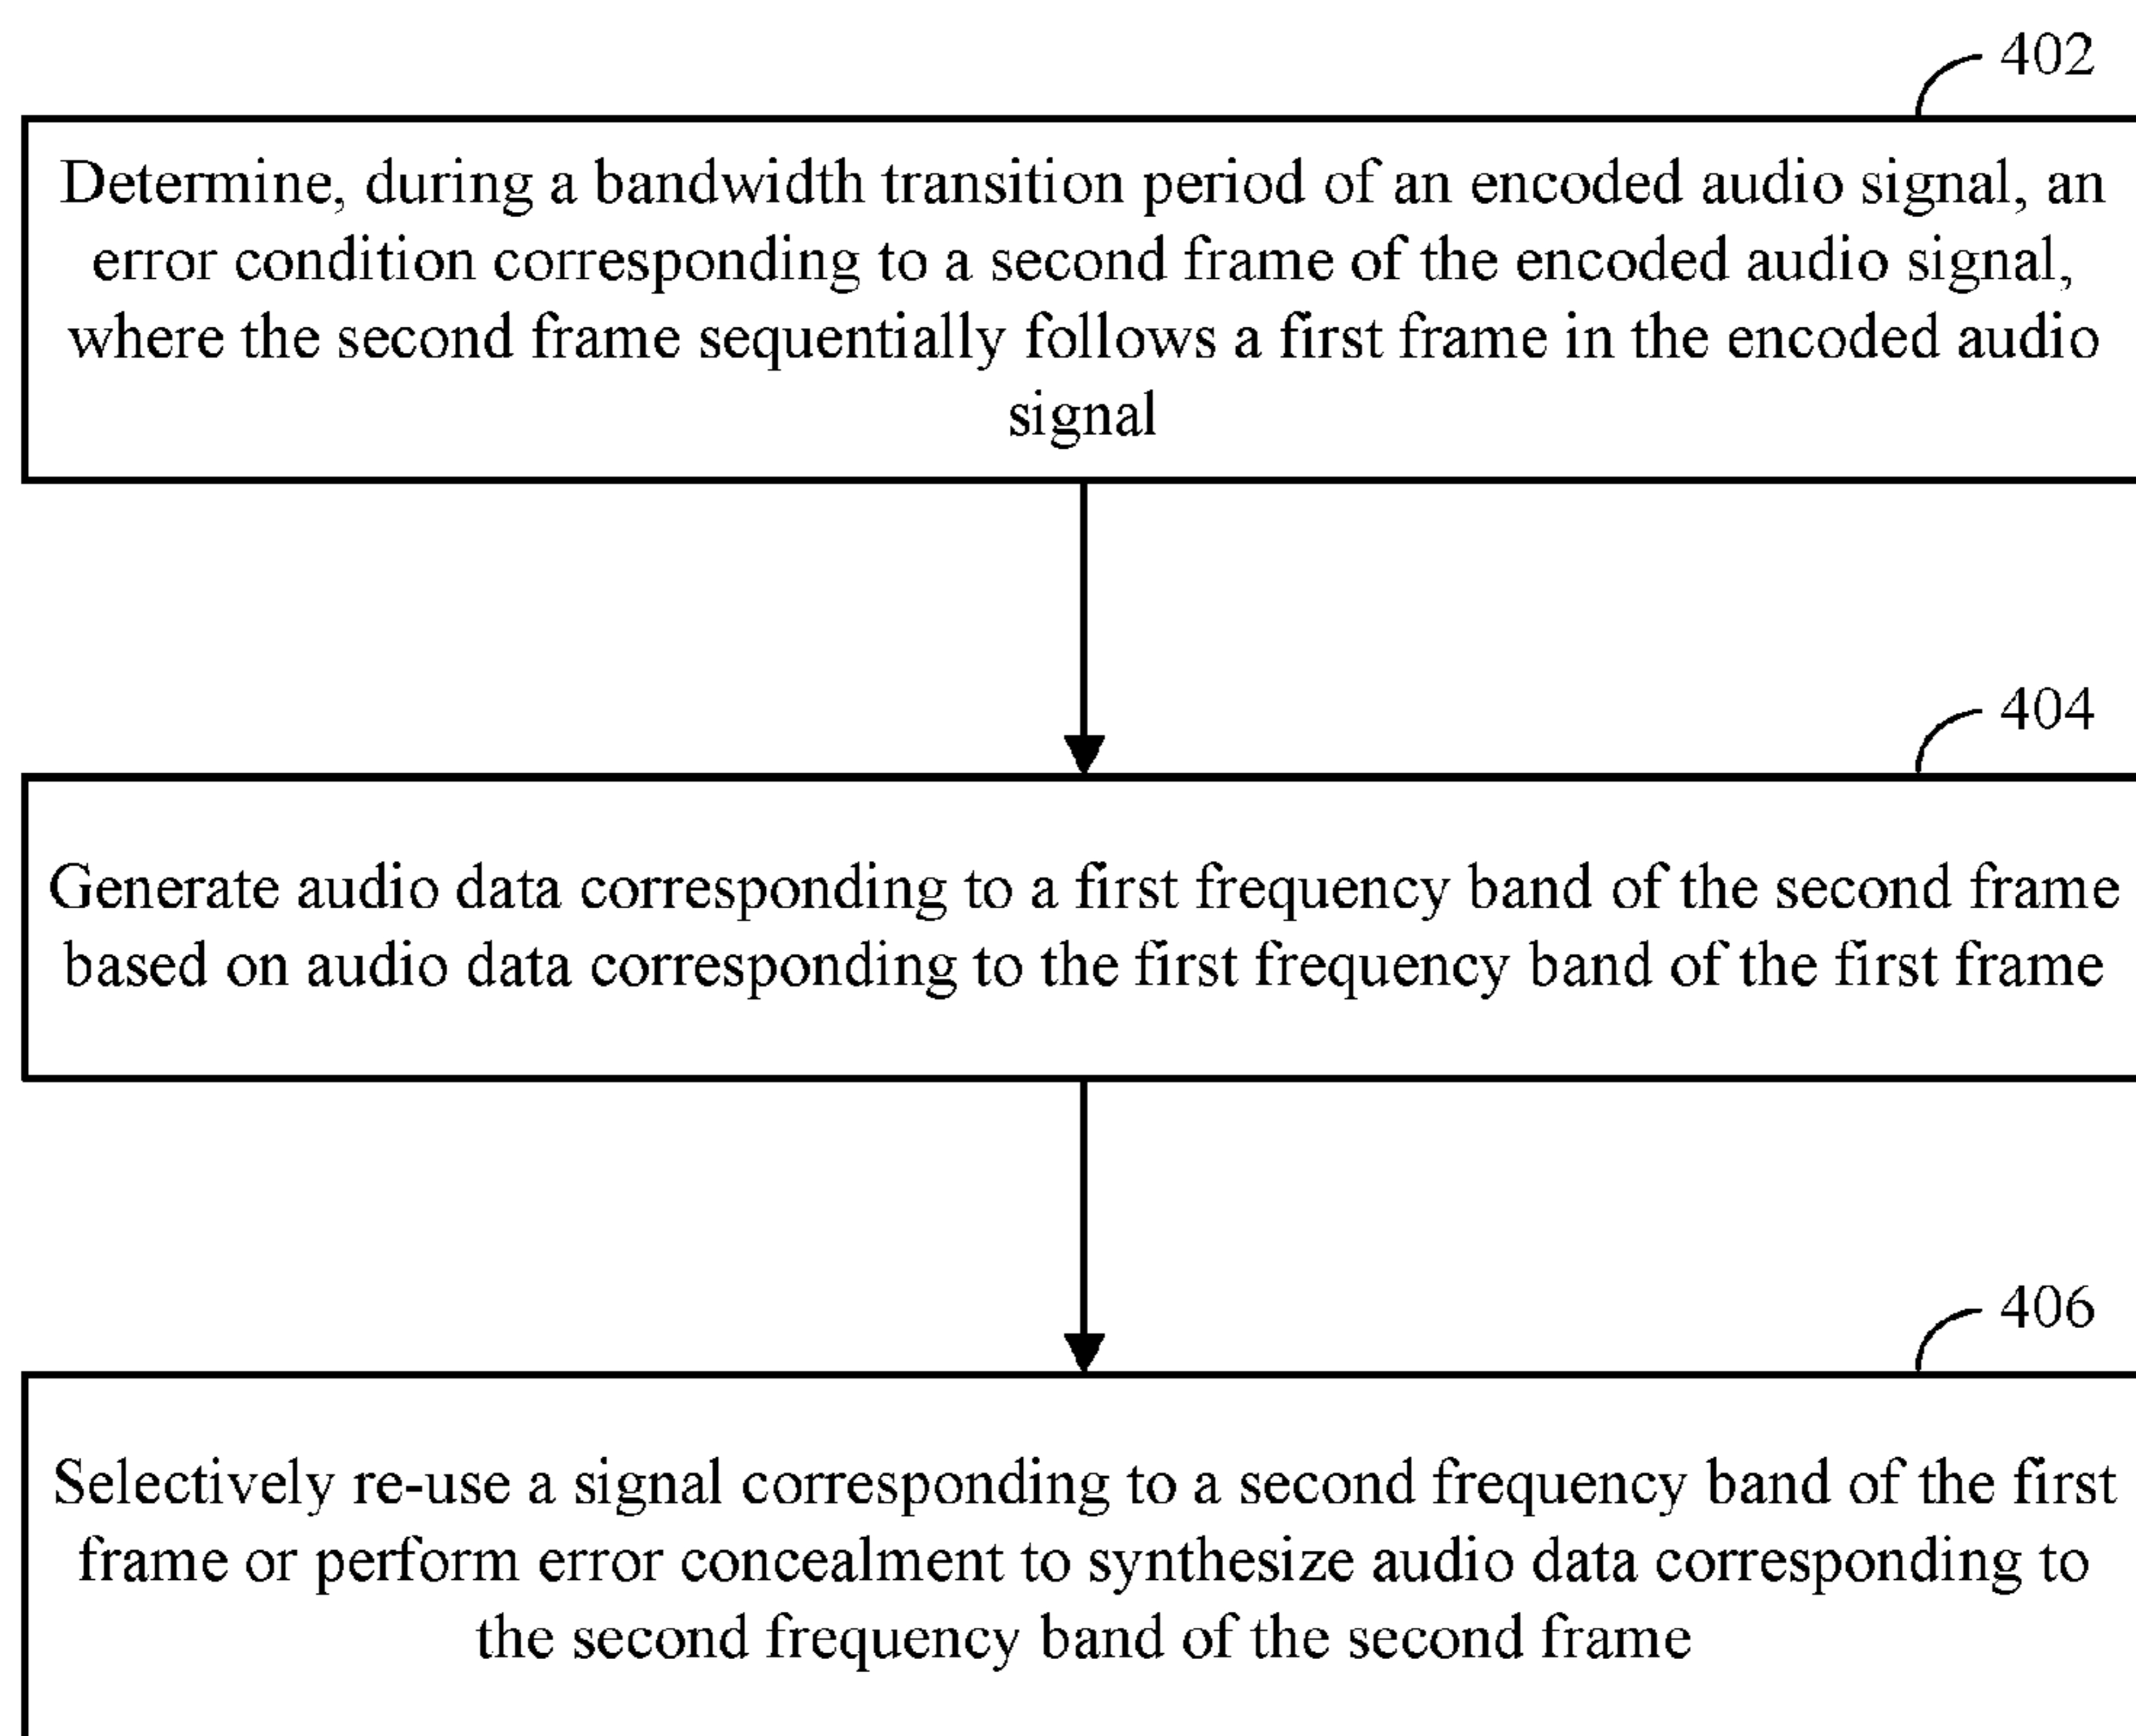 402
Determine, during a bandwidth transition period of an encoded audio signal, an
error condition corresponding to a second frame of the encoded audio signal,
where the second frame sequentially follows a first frame in the encoded audio
signal
404
Generate audio data corresponding to a first frequency band of the second frame
based on audio data corresponding to the first frequency band of the first frame
406
Selectively re-use a signal corresponding to a second frequency band of the first
frame or perform error concealment to synthesize audio data corresponding to
the second frequency band of the second frame